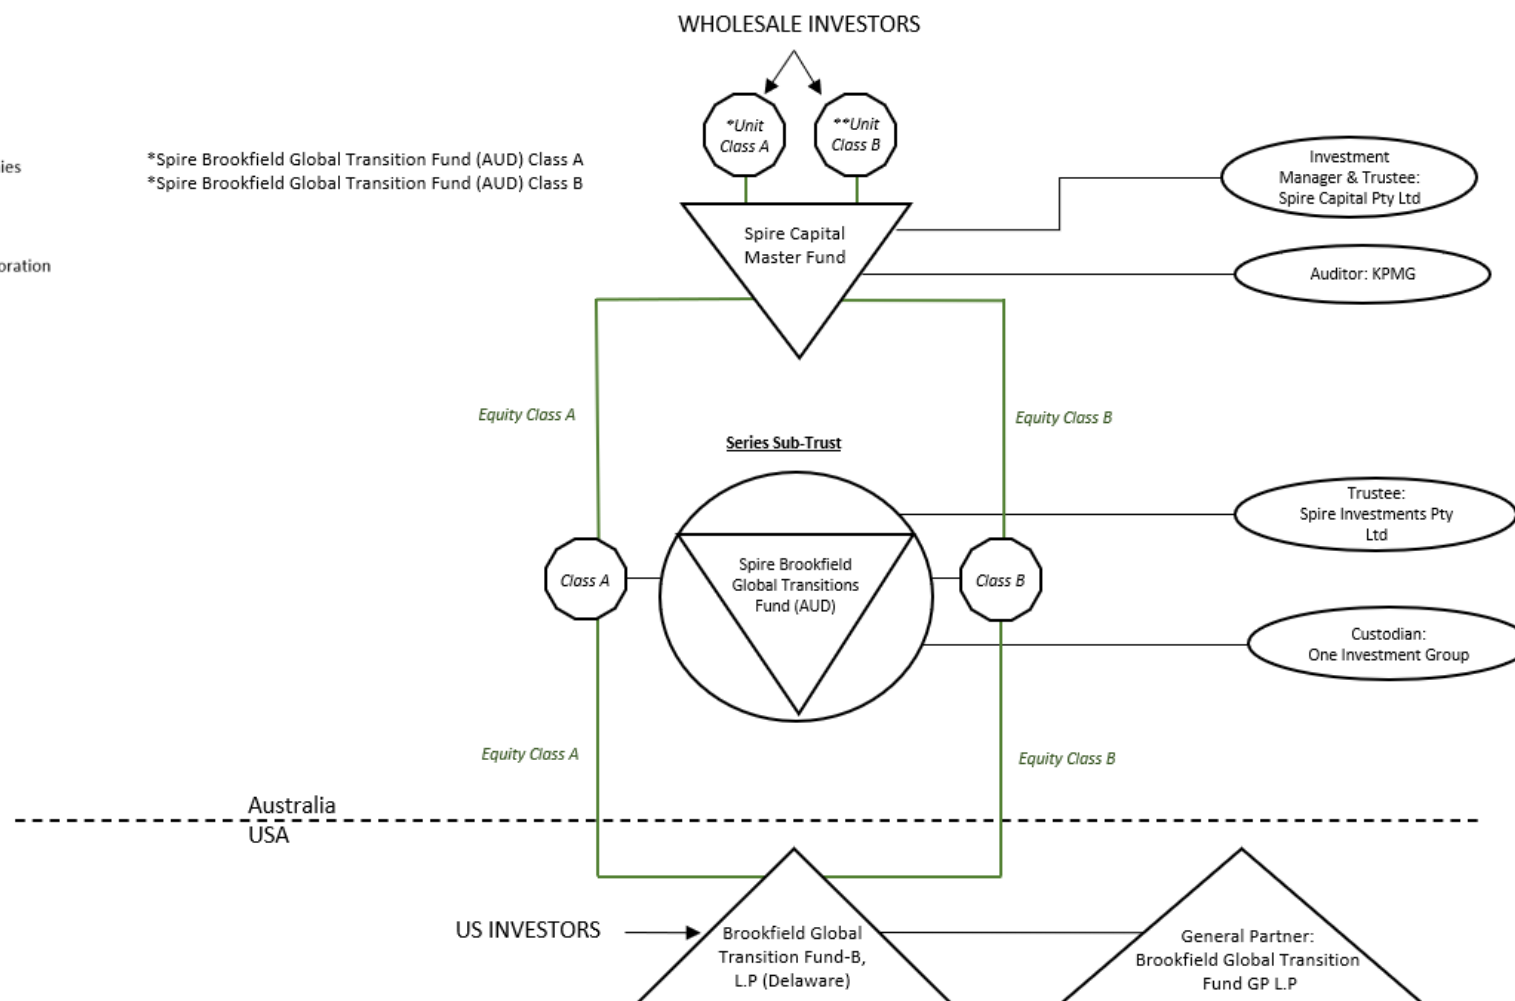 WHOLESALE INVESTORS
*Unit
Class A
**Unit
Class B
ies
*Spire Brookfield Global Transition Fund (AUD) Class A
*Spire Brookfield Global Transition Fund (AUD) Class B
Investment
Manager & Trustee:
Spire Capital Pty Ltd
Spire Capital
Master Fund
oration
Auditor: KPMG
Equity Class A
Equity Class B
Series Sub-Trust
Trustee:
Spire Investments Pty
Ltd
Class A
Spire Brookfield
Global Transitions
Fund (AUD)
Class B
Custodian:
One Investment Group
Equity Class A
Equity Class B
Australia
USA
US INVESTORS
Brookfield Global
Transition Fund-B,
L.P (Delaware)
General Partner:
Brookfield Global Transition
Fund GP L.P